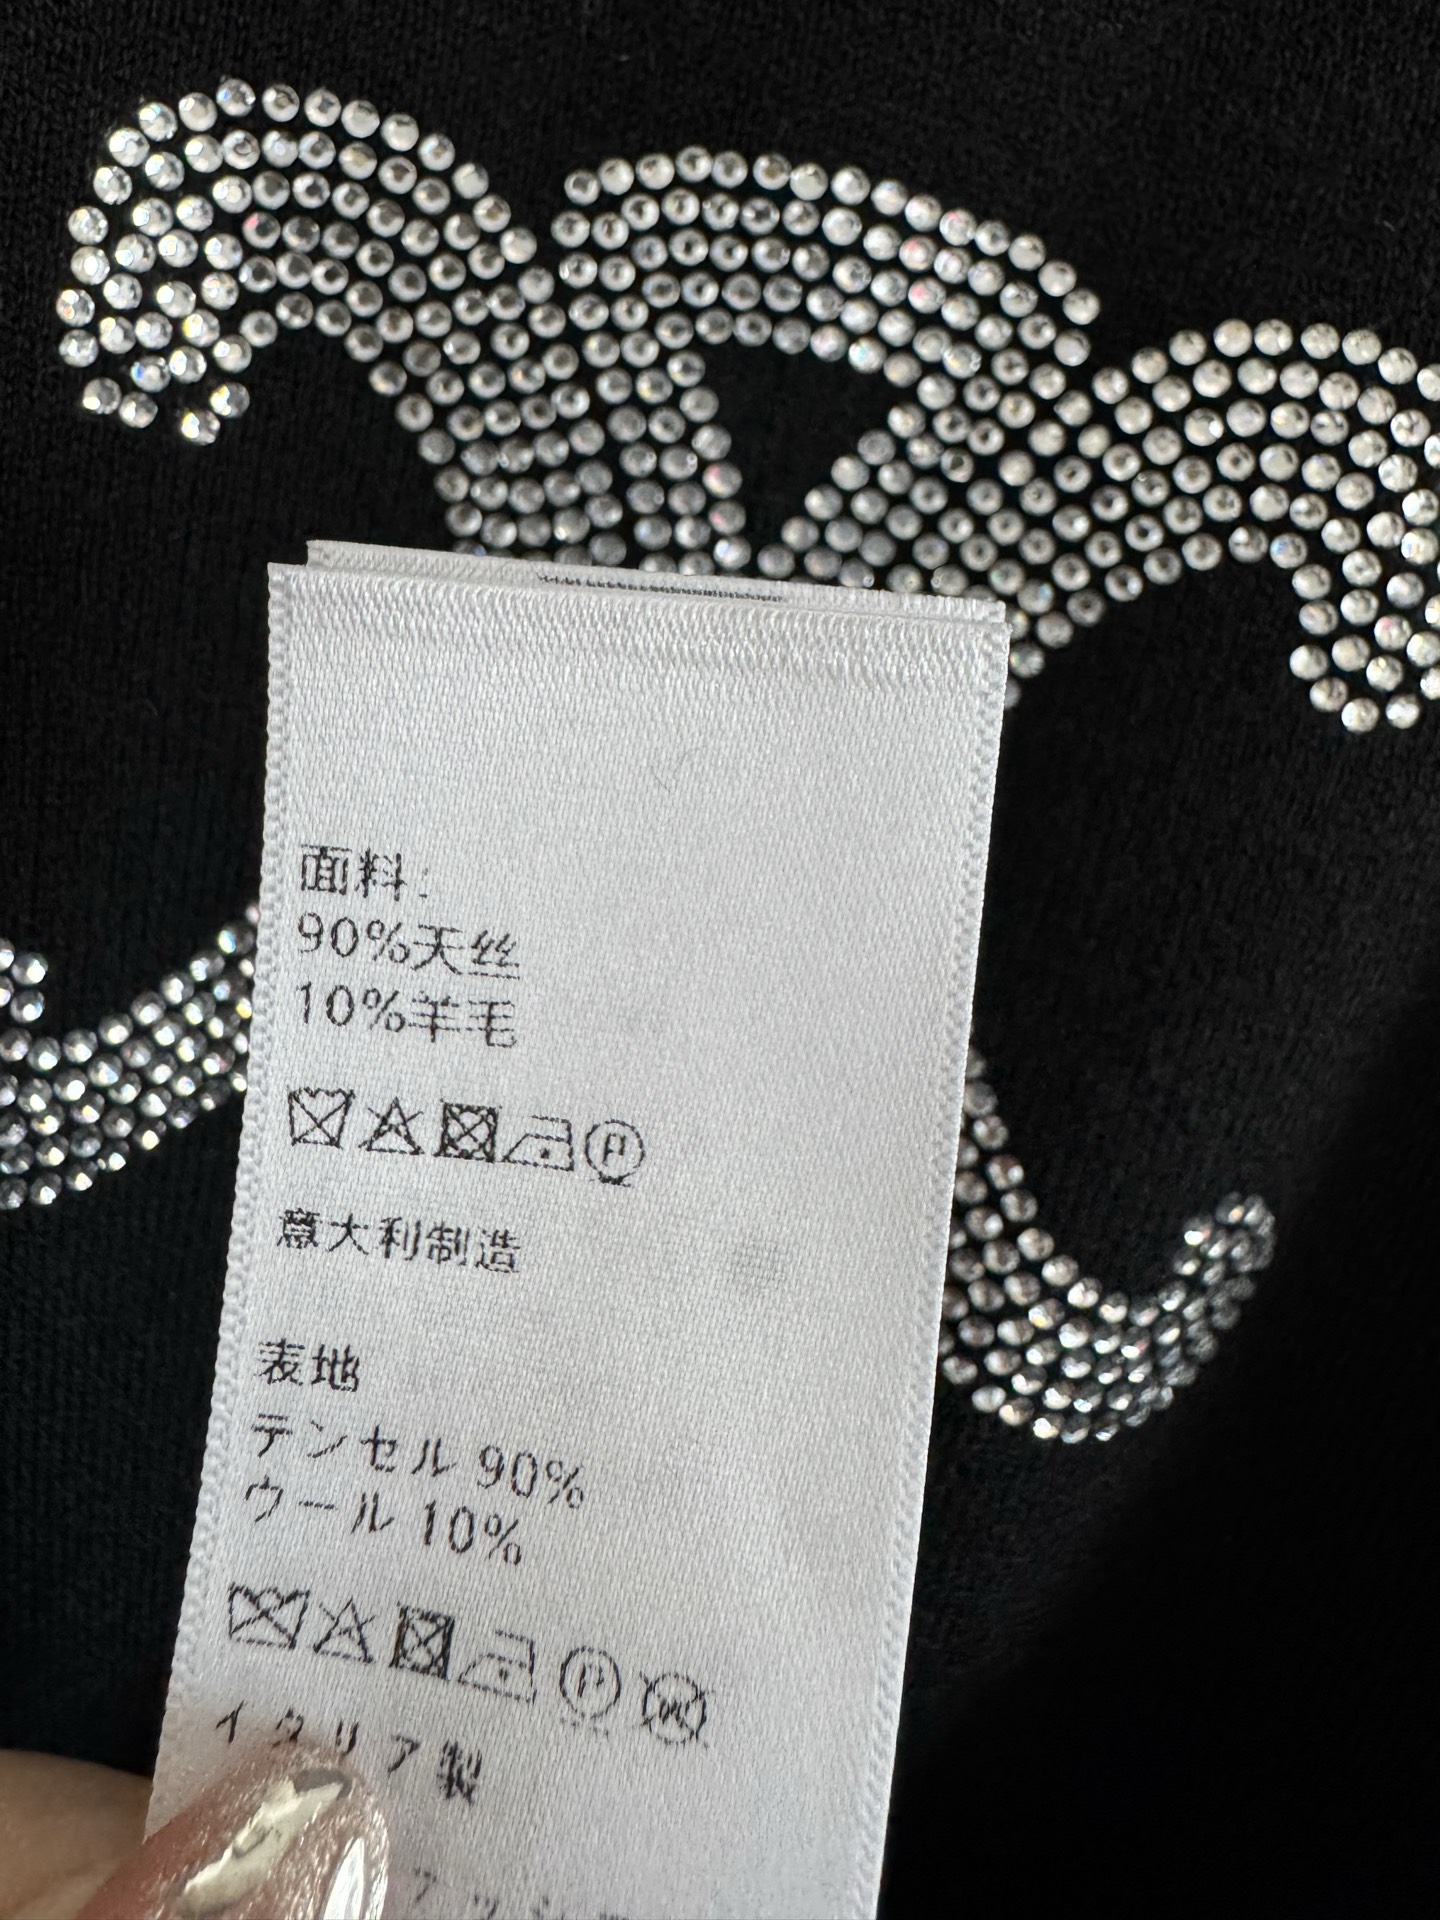 面料:
90%天丝
10%羊毛
P
意大利制造
表地
テンセル 90%
ウール 10%
P W
イタリア製